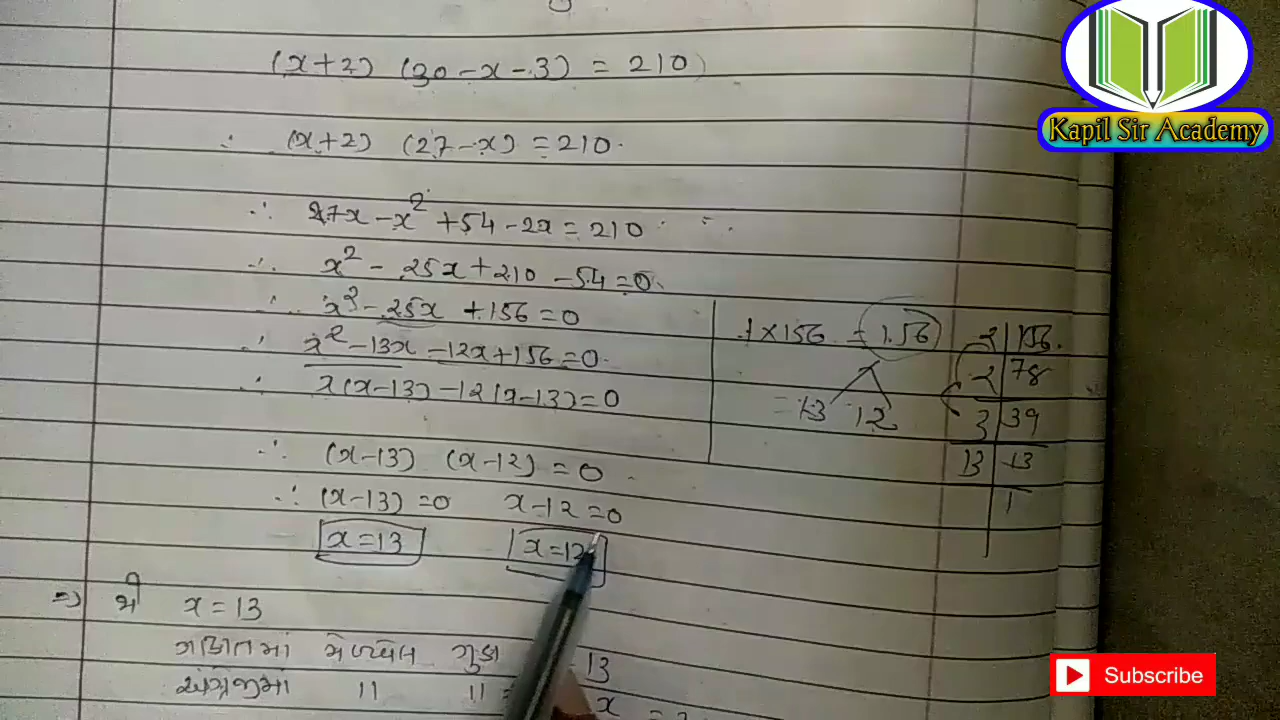 (x+2) (30-x-3) = 210
∴ (x+2) (27-x) = 210.
∴ 27x - x² + 54 - 2x = 210
∴ x² - 25x + 210 - 54 = 0.
∴ x² - 25x + 156 = 0
∴ x² - 13x - 12x + 156 = 0.
∴ x(x-13) - 12(x-13) = 0
∴ (x-13) (x-12) = 0
∴ (x-13) = 0 x-12 = 0
x = 13 x = 12
1 × 156 = 156
13 12
2 | 156
2 | 78
3 | 39
13 | 13
1
⇒ જો x = 13
ગણિતમાં મેળવેલ ગુણ 13
અંગ્રેજીમાં 11 11 = x
Kapil Sir Academy
Subscribe